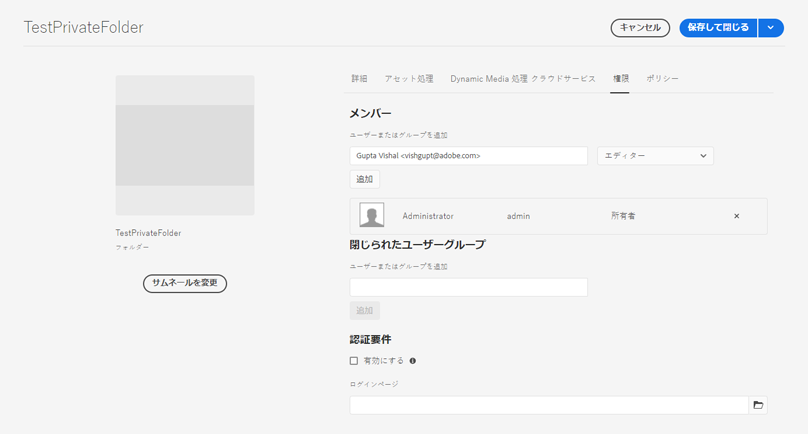 TestPrivateFolder
キャンセル
保存して閉じる
詳細
アセット処理
Dynamic Media 処理 クラウドサービス
権限
ポリシー
メンバー
ユーザーまたはグループを追加
Gupta Vishal <vishgupt@adobe.com>
エディター
追加
Administrator admin 所有者
TestPrivateFolder
フォルダー
サムネールを変更
閉じられたユーザーグループ
ユーザーまたはグループを追加
追加
認証要件
有効にする
ログインページ